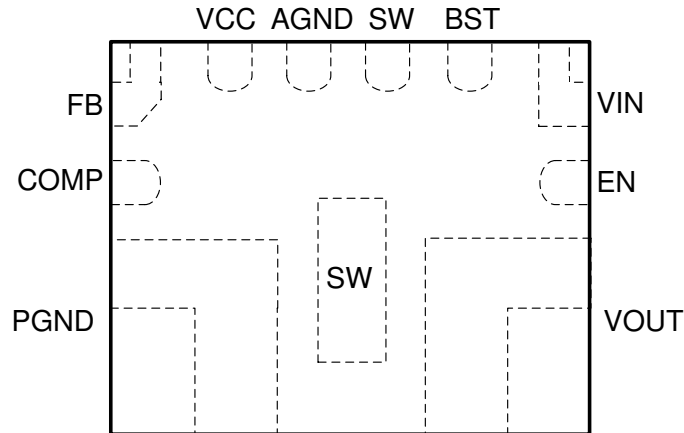 VCC AGND SW BST
FB
VIN
COMP
EN
SW
PGND
VOUT